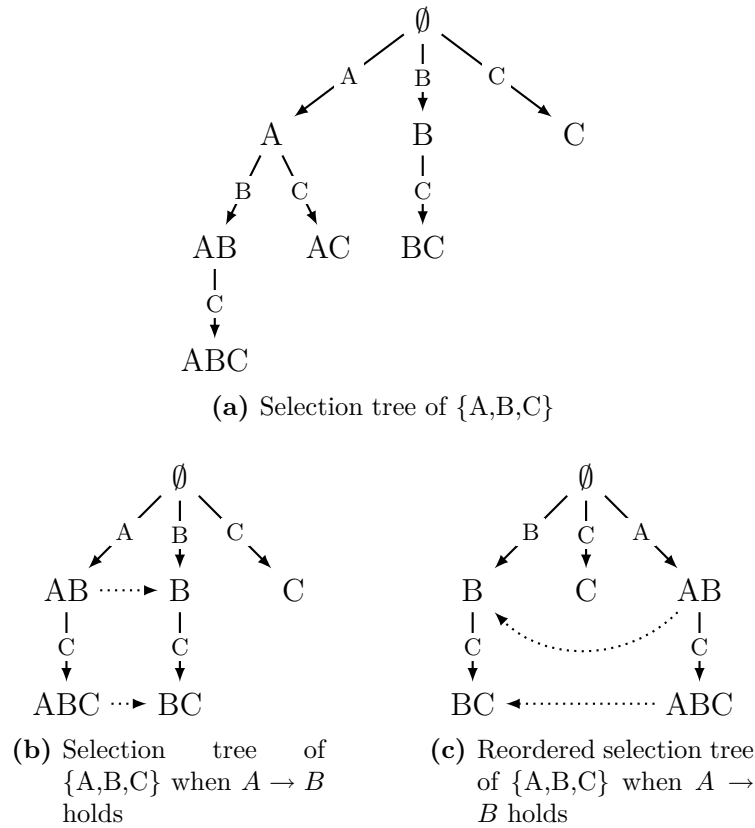 ∅
A B C
A B C
B C C
AB AC BC
C
ABC
(a) Selection tree of {A,B,C}
∅
A B C
AB B C
C C
ABC BC
(b) Selection tree of
{A,B,C} when A → B
holds
∅
B C A
B C AB
C C
BC ABC
(c) Reordered selection tree
of {A,B,C} when A →
B holds